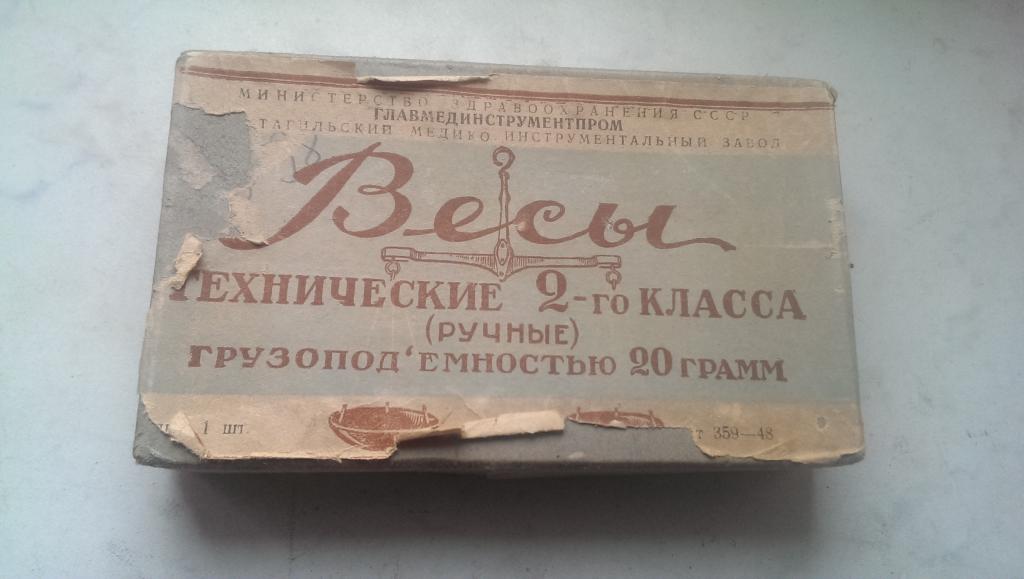 МИНИСТЕРСТВО ЗДРАВООХРАНЕНИЯ СССР
ГЛАВМЕДИНСТРУМЕНТПРОМ
ТАГИЛЬСКИЙ МЕДИКО ИНСТРУМЕНТАЛЬНЫЙ ЗАВОД
18
Весы
ТЕХНИЧЕСКИЕ 2-го КЛАССА
(РУЧНЫЕ)
ГРУЗОПОД'ЕМНОСТЬЮ 20 ГРАММ
1 шт. 359—48